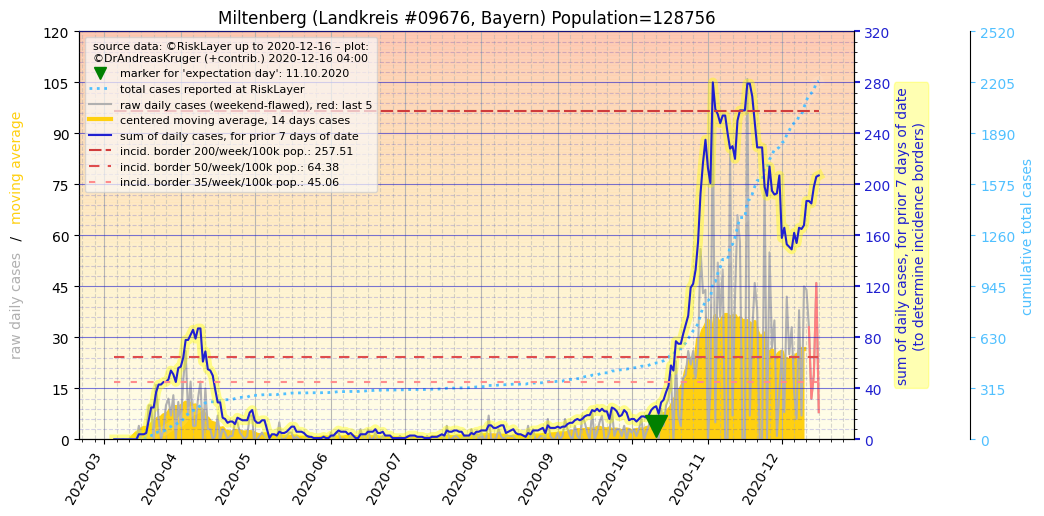 Miltenberg (Landkreis #09676, Bayern) Population=128756
source data: ©RiskLayer up to 2020-12-16 – plot:
©DrAndreasKruger (+contrib.) 2020-12-16 04:00
marker for 'expectation day': 11.10.2020
total cases reported at RiskLayer
raw daily cases (weekend-flawed), red: last 5
centered moving average, 14 days cases
sum of daily cases, for prior 7 days of date
incid. border 200/week/100k pop.: 257.51
incid. border 50/week/100k pop.: 64.38
incid. border 35/week/100k pop.: 45.06
raw daily cases / moving average
120
105
90
75
60
45
30
15
0
320
280
240
200
160
120
80
40
0
sum of daily cases, for prior 7 days of date
(to determine incidence borders)
2520
2205
1890
1575
1260
945
630
315
0
cumulative total cases
2020-03
2020-04
2020-05
2020-06
2020-07
2020-08
2020-09
2020-10
2020-11
2020-12